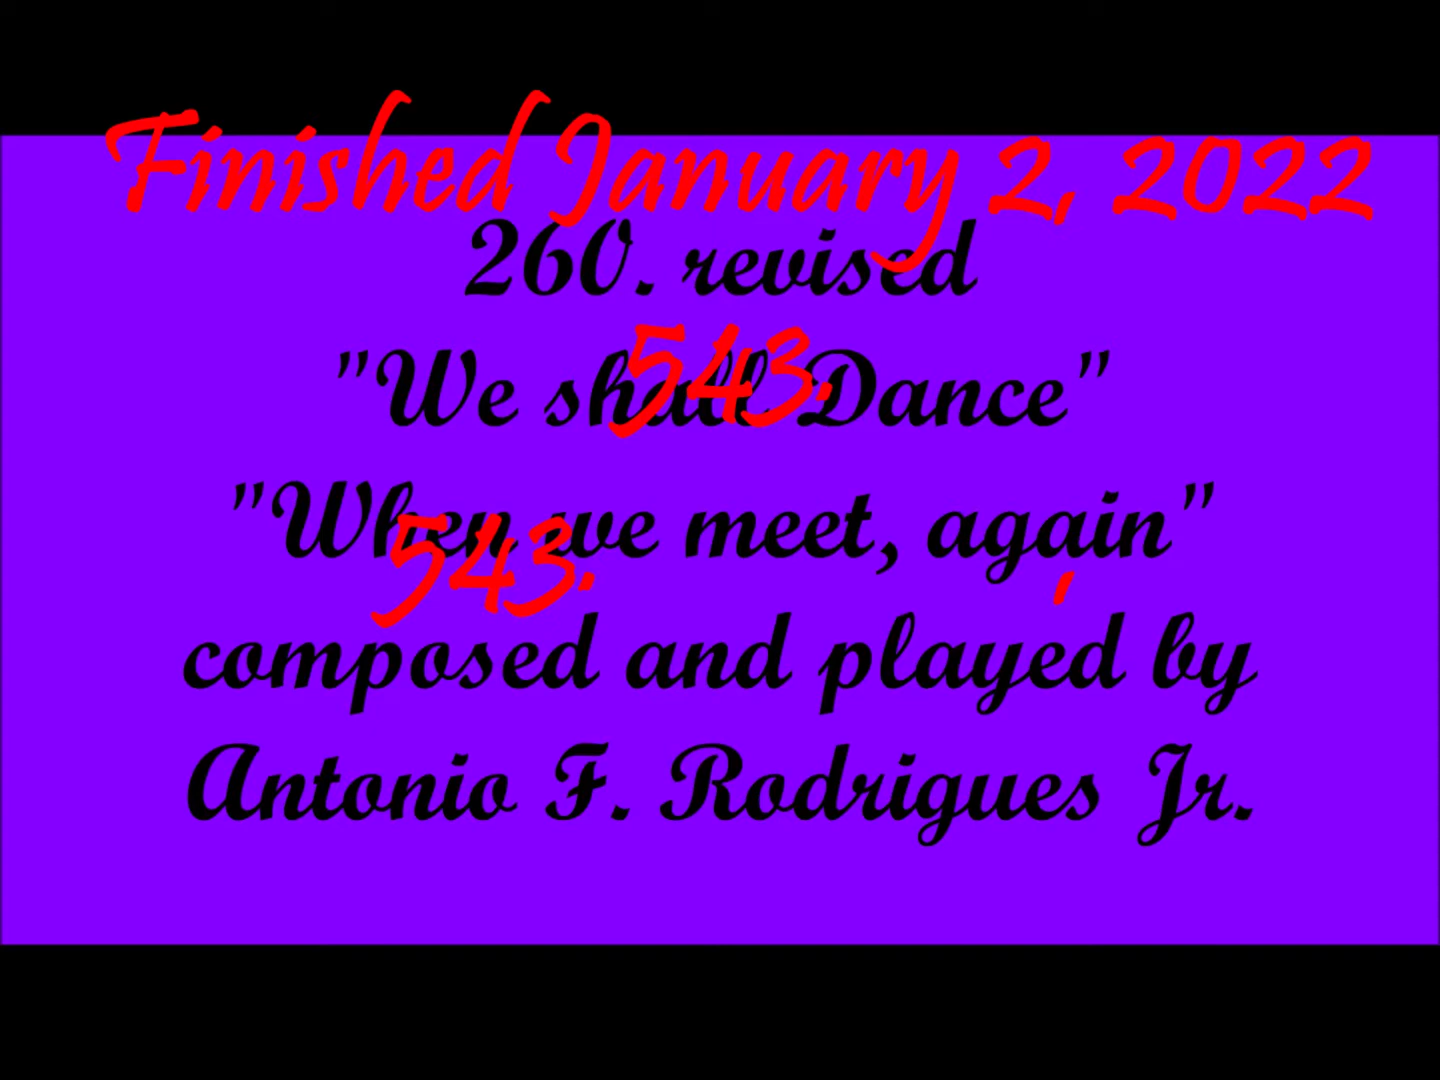 Finished January 2, 2022
260. revised
543.
"We shall Dance"
"When we meet, again"
543. ,
composed and played by
Antonio F. Rodrigues Jr.